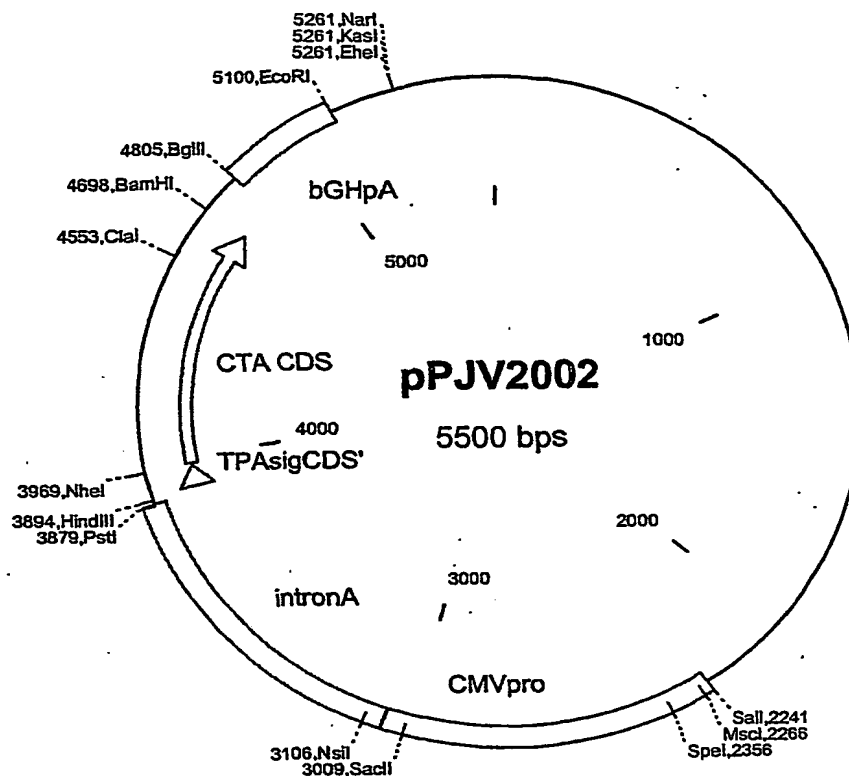 5261,NarI
5261,KasI
5261,EheI
5100,EcoRI
4805,BglII
4698,BamHI
bGHpA
5000
4553,ClaI
1000
CTA CDS
pPJV2002
5500 bps
4000
TPAsigCDS'
3969,NheI
3894,HindIII
3879,PstI
2000
3000
intronA
CMVpro
SalI,2241
MscI,2266
SpeI,2356
3106,NsiI
3009,SacII